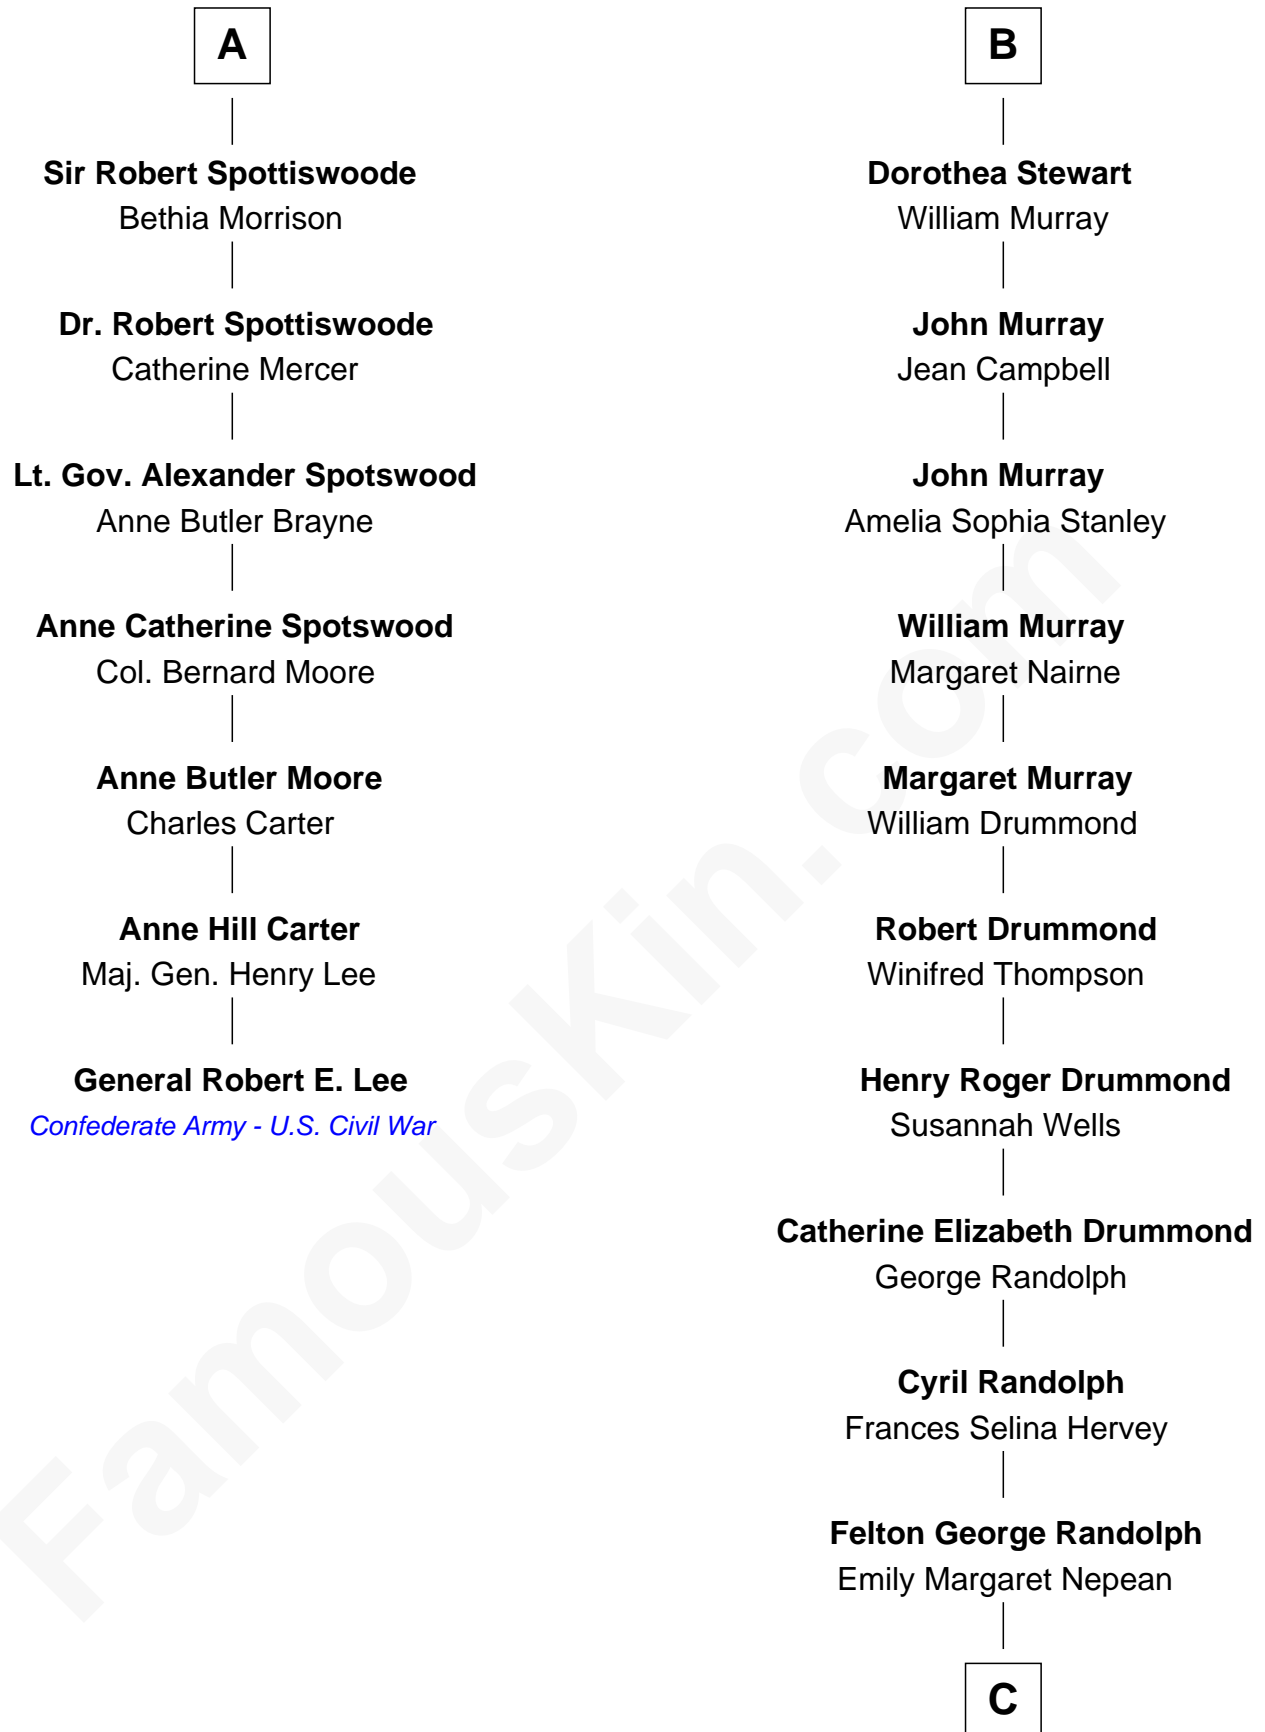 A
Sir Robert Spottiswoode
Bethia Morrison
Dr. Robert Spottiswoode
Catherine Mercer
Lt. Gov. Alexander Spotswood
Anne Butler Brayne
Anne Catherine Spotswood
Col. Bernard Moore
Anne Butler Moore
Charles Carter
Anne Hill Carter
Maj. Gen. Henry Lee
General Robert E. Lee
Confederate Army - U.S. Civil War
B
Dorothea Stewart
William Murray
John Murray
Jean Campbell
John Murray
Amelia Sophia Stanley
William Murray
Margaret Nairne
Margaret Murray
William Drummond
Robert Drummond
Winifred Thompson
Henry Roger Drummond
Susannah Wells
Catherine Elizabeth Drummond
George Randolph
Cyril Randolph
Frances Selina Hervey
Felton George Randolph
Emily Margaret Nepean
C
FamousKin.com